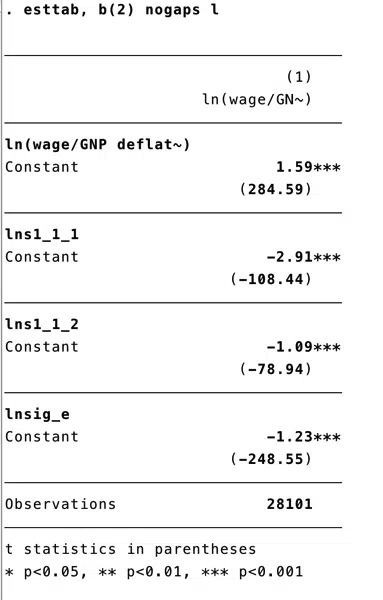 . esttab, b(2) nogaps l
(1)
ln(wage/GN~)
ln(wage/GNP deflat~)
Constant 1.59***
(284.59)
lns1_1_1
Constant -2.91***
(-108.44)
lns1_1_2
Constant -1.09***
(-78.94)
lnsig_e
Constant -1.23***
(-248.55)
Observations 28101
t statistics in parentheses
* p<0.05, ** p<0.01, *** p<0.001